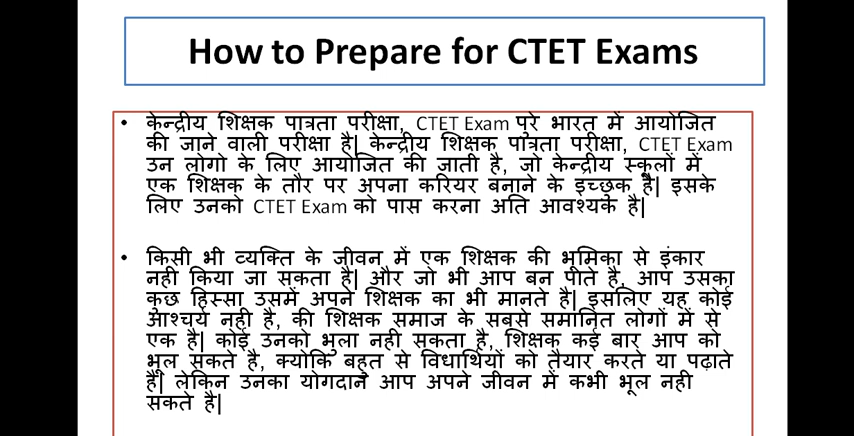 How to Prepare for CTET Exams
• केन्द्रीय शिक्षक पात्रता परीक्षा, CTET Exam पूरे भारत में आयोजित
की जाने वाली परीक्षा है| केन्द्रीय शिक्षक पात्रता परीक्षा, CTET Exam
उन लोगो के लिए आयोजित की जाती है, जो केन्द्रीय स्कूलों में
एक शिक्षक के तौर पर अपना करियर बनाने के इच्छुक है| इसके
लिए उनको CTET Exam को पास करना अति आवश्यक है|
• किसी भी व्यक्ति के जीवन में एक शिक्षक की भूमिका से इंकार
नही किया जा सकता है| और जो भी आप बन पाते है, आप उसका
कुछ हिस्सा उसमें अपने शिक्षक का भी मानते है| इसलिए यह कोई
आश्चर्य नही है, की शिक्षक समाज के सबसे समानित लोगों में से
एक है| कोई उनको भुला नही सकता है, शिक्षक कई बार आप को
भूल सकते है, क्योकि बहुत से विधार्थियों को तैयार करते या पढ़ाते
है| लेकिन उनका योगदान आप अपने जीवन में कभी भूल नही
सकते है|